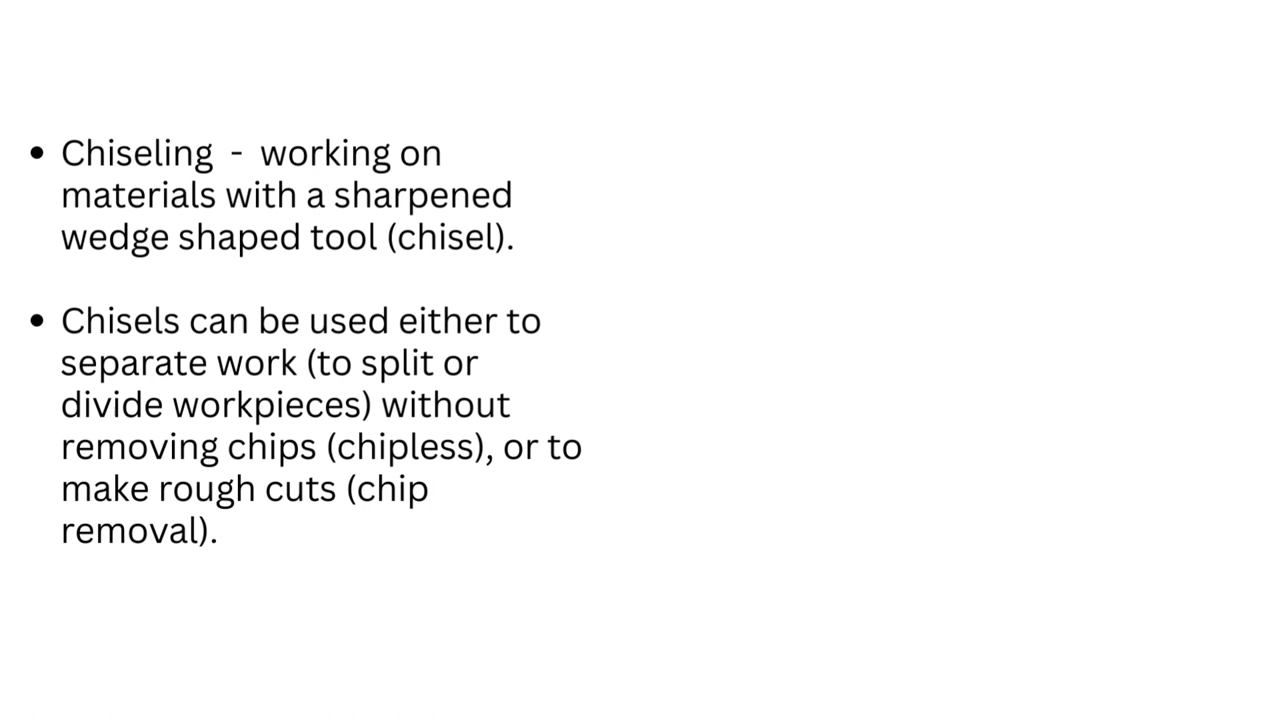 • Chiseling - working on
materials with a sharpened
wedge shaped tool (chisel).
• Chisels can be used either to
separate work (to split or
divide workpieces) without
removing chips (chipless), or to
make rough cuts (chip
removal).